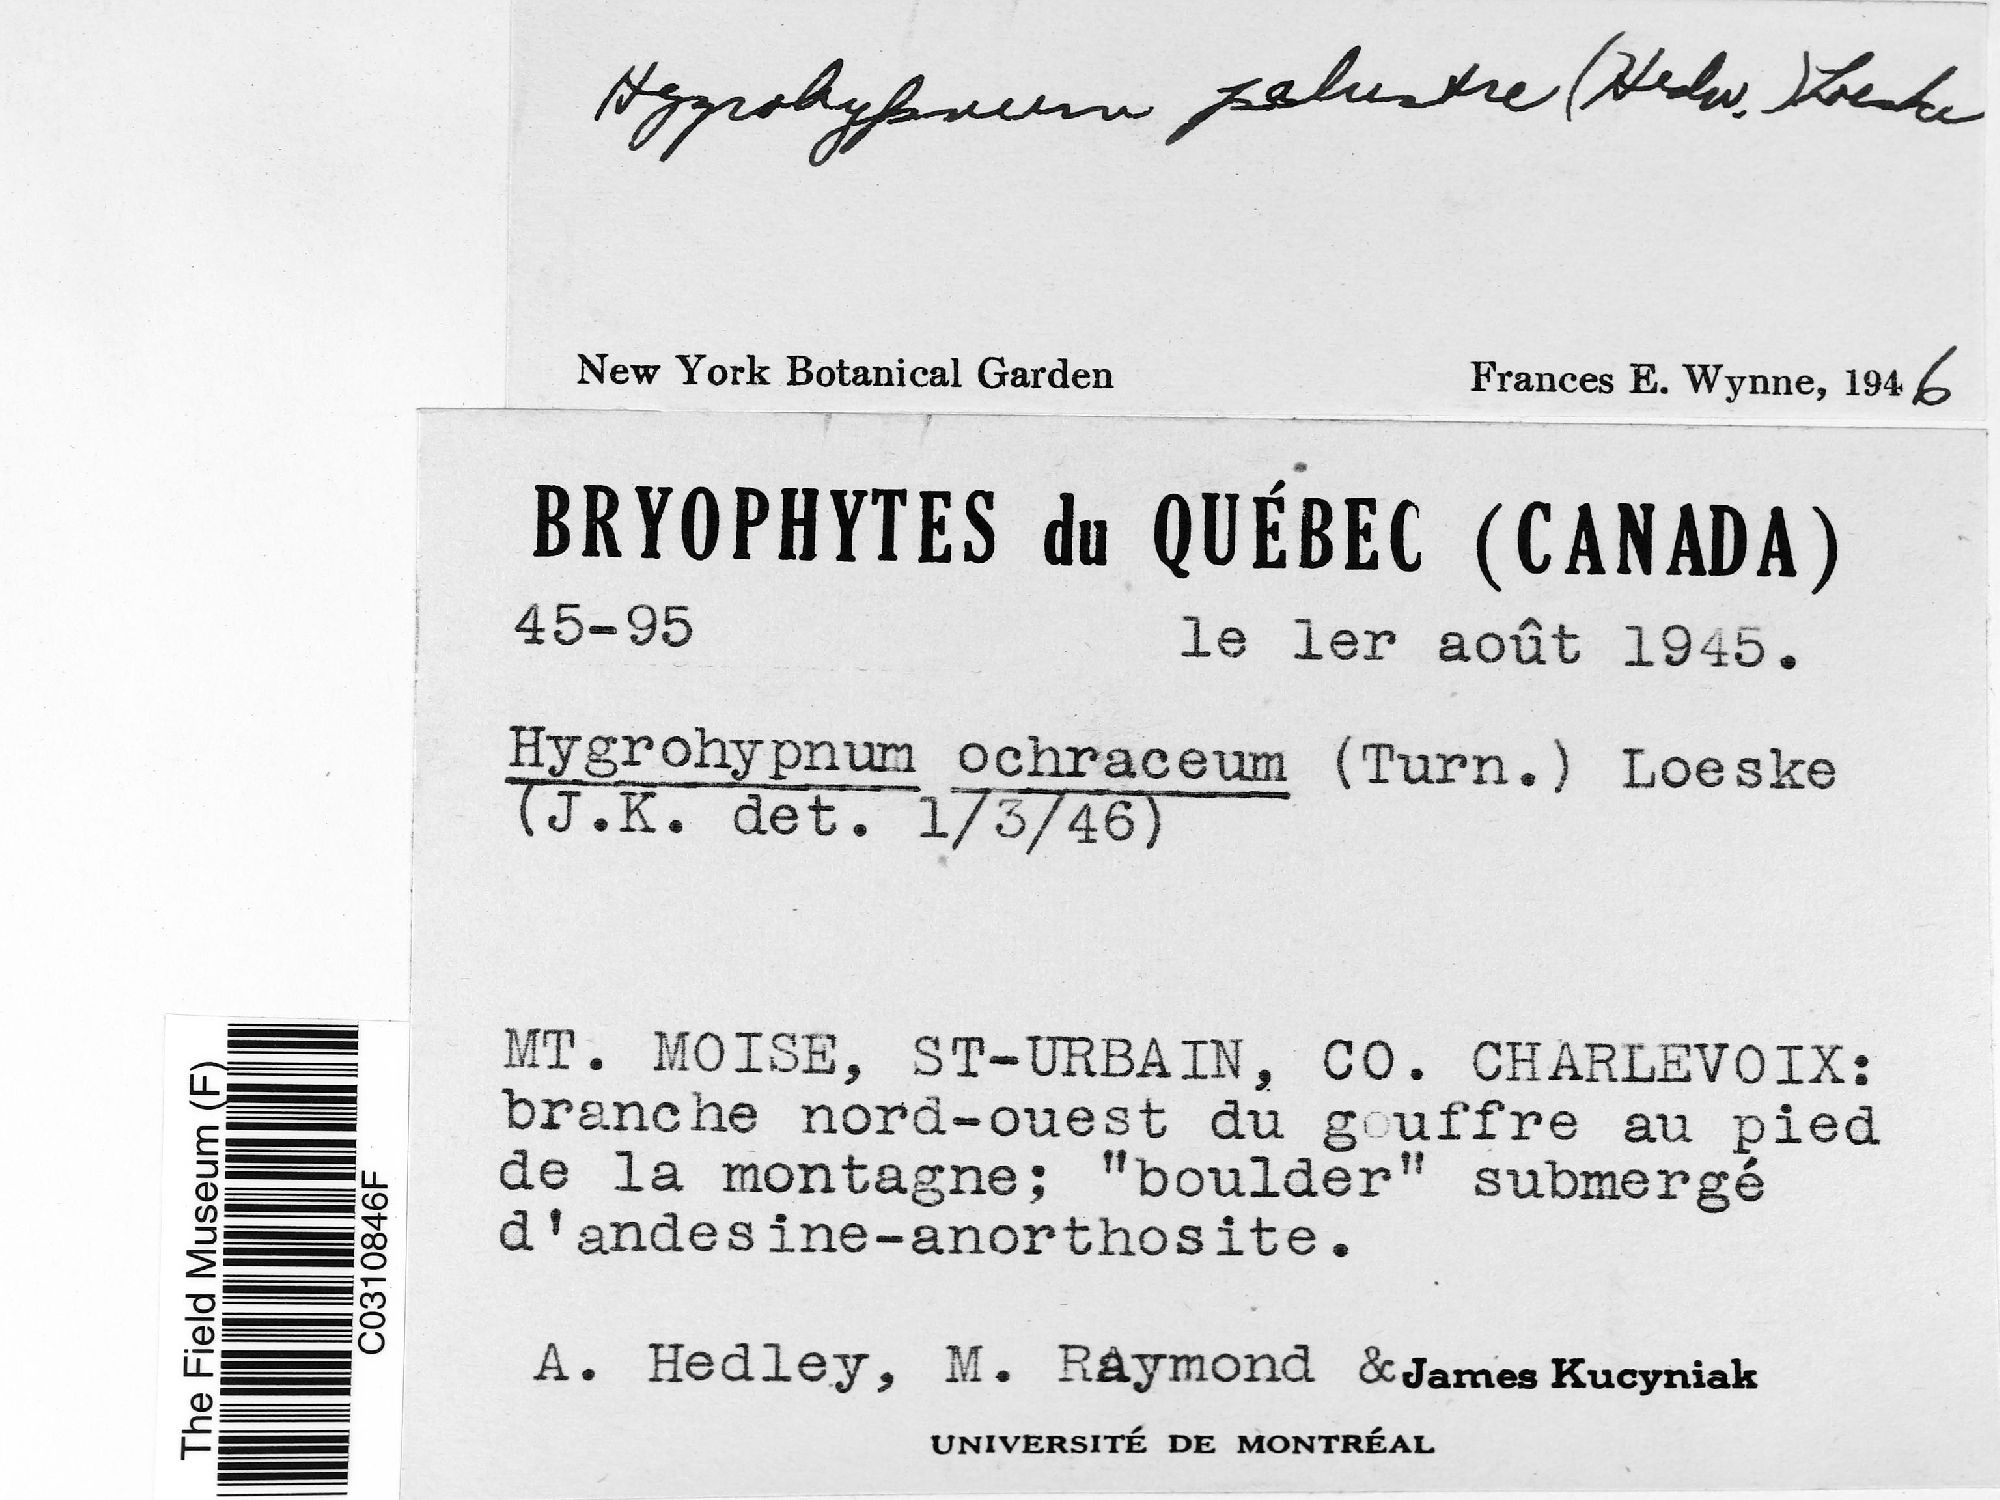 Hygrohypnum palustre (Hedw.) Loeske
New York Botanical Garden Frances E. Wynne, 1946
BRYOPHYTES du QUÉBEC (CANADA)
45-95 le 1er août 1945.
Hygrohypnum ochraceum (Turn.) Loeske
(J.K. det. 1/3/46)
MT. MOISE, ST-URBAIN, CO. CHARLEVOIX:
branche nord-ouest du gouffre au pied
de la montagne; "boulder" submergé
d'andesine-anorthosite.
A. Hedley, M. Raymond & James Kucyniak
UNIVERSITÉ DE MONTRÉAL
The Field Museum (F)
C0310846F